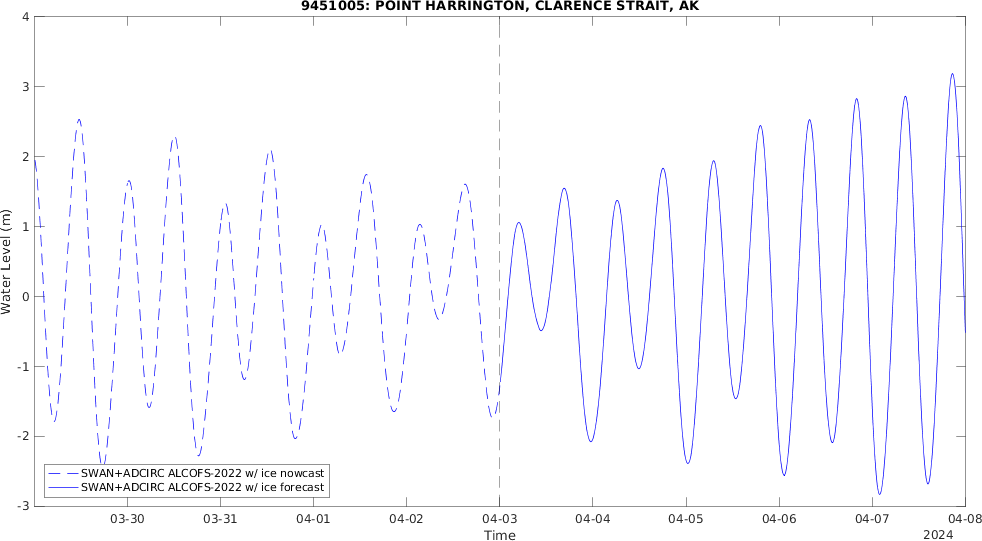 9451005: POINT HARRINGTON, CLARENCE STRAIT, AK
4
3
2
1
0
-1
-2
-3
Water Level (m)
SWAN+ADCIRC ALCOFS-2022 w/ ice nowcast
SWAN+ADCIRC ALCOFS-2022 w/ ice forecast
03-30 03-31 04-01 04-02 04-03 04-04 04-05 04-06 04-07 04-08
Time
2024